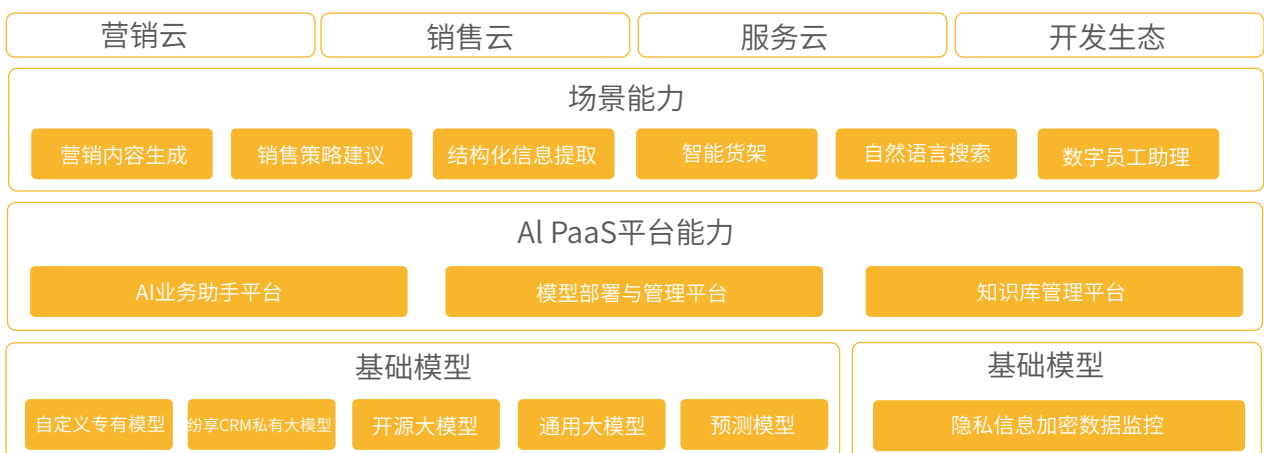 营销云
销售云
服务云
开发生态
场景能力
营销内容生成
销售策略建议
结构化信息提取
智能货架
自然语言搜索
数字员工助理
AI PaaS平台能力
AI业务助手平台
模型部署与管理平台
知识库管理平台
基础模型
自定义专有模型
纷享CRM私有大模型
开源大模型
通用大模型
预测模型
基础模型
隐私信息加密数据监控